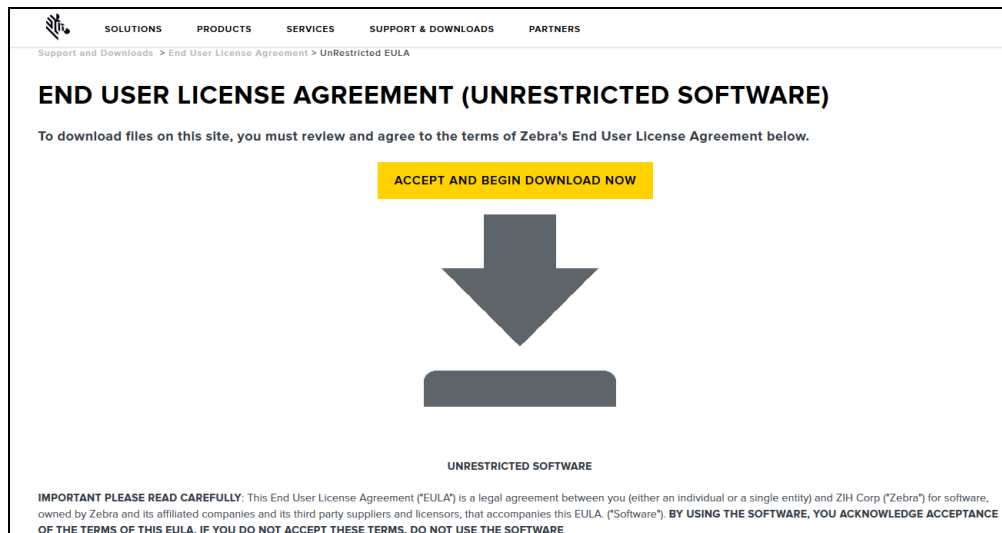 SOLUTIONS PRODUCTS SERVICES SUPPORT & DOWNLOADS PARTNERS
Support and Downloads > End User License Agreement > UnRestricted EULA
END USER LICENSE AGREEMENT (UNRESTRICTED SOFTWARE)
To download files on this site, you must review and agree to the terms of Zebra's End User License Agreement below.
ACCEPT AND BEGIN DOWNLOAD NOW
UNRESTRICTED SOFTWARE
IMPORTANT PLEASE READ CAREFULLY: This End User License Agreement ("EULA") is a legal agreement between you (either an individual or a single entity) and ZIH Corp ("Zebra") for software,
owned by Zebra and its affiliated companies and its third party suppliers and licensors, that accompanies this EULA. ("Software"). BY USING THE SOFTWARE, YOU ACKNOWLEDGE ACCEPTANCE
OF THE TERMS OF THIS EULA. IF YOU DO NOT ACCEPT THESE TERMS, DO NOT USE THE SOFTWARE